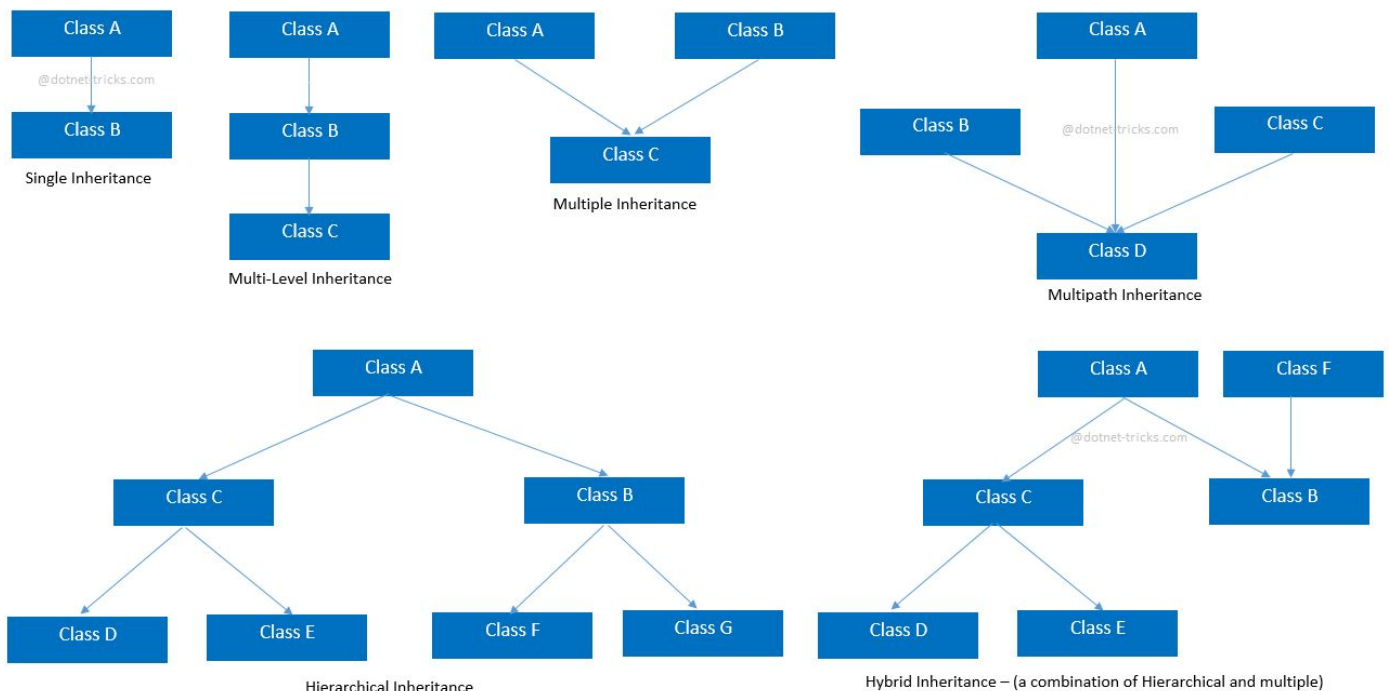 Class A
@dotnet-tricks.com
Class B
Single Inheritance
Class A
Class B
Class C
Multi-Level Inheritance
Class A
Class B
Class C
Multiple Inheritance
Class A
Class B
@dotnet-tricks.com
Class C
Class D
Multipath Inheritance
Class A
Class C
Class B
Class D
Class E
Class F
Class G
Hierarchical Inheritance
Class A
Class F
@dotnet-tricks.com
Class C
Class B
Class D
Class E
Hybrid Inheritance – (a combination of Hierarchical and multiple)